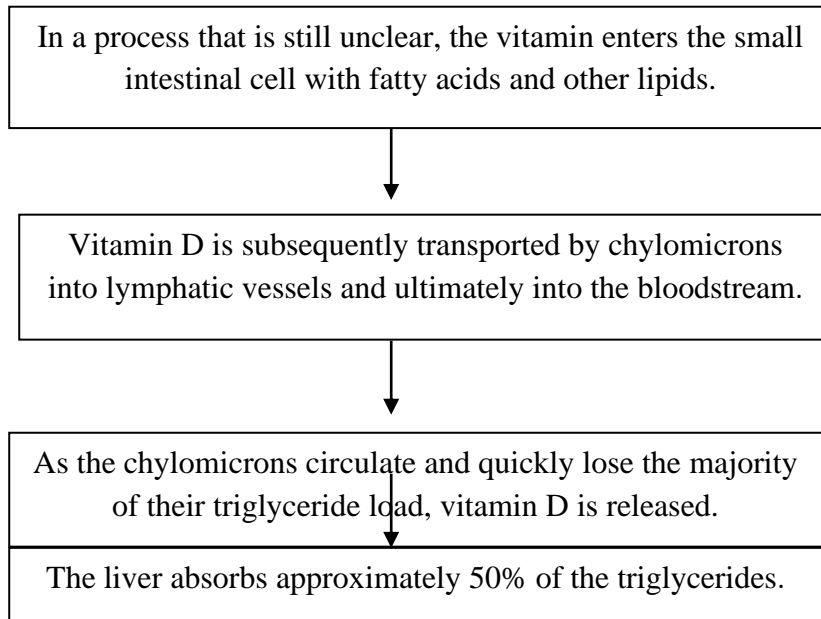 In a process that is still unclear, the vitamin enters the small
intestinal cell with fatty acids and other lipids.
Vitamin D is subsequently transported by chylomicrons
into lymphatic vessels and ultimately into the bloodstream.
As the chylomicrons circulate and quickly lose the majority
of their triglyceride load, vitamin D is released.
The liver absorbs approximately 50% of the triglycerides.